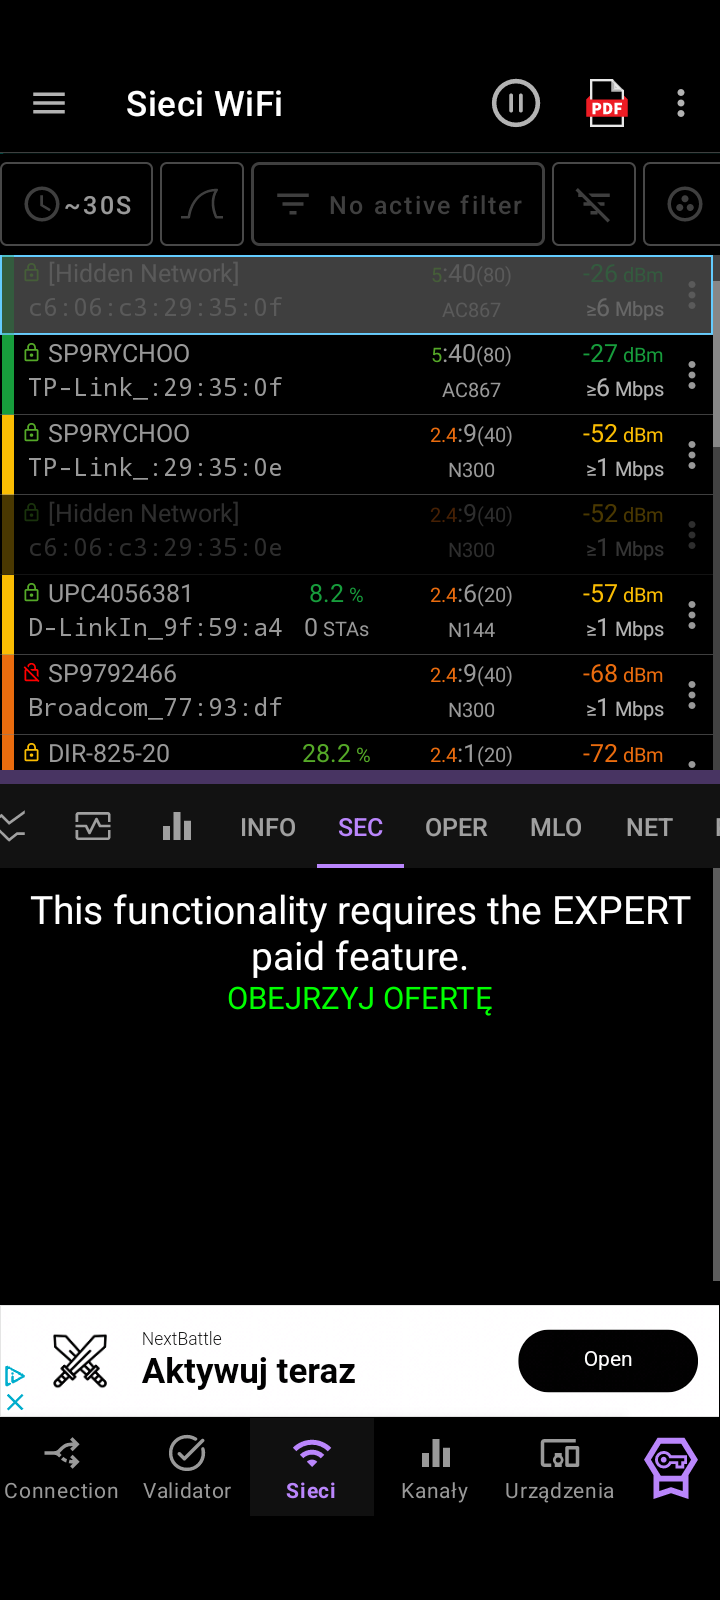 Sieci WiFi
PDF
~30S
No active filter
[Hidden Network] 5:40(80) -26 dBm
c6:06:c3:29:35:0f AC867 ≥6 Mbps
SP9RYCHOO 5:40(80) -27 dBm
TP-Link_:29:35:0f AC867 ≥6 Mbps
SP9RYCHOO 2.4:9(40) -52 dBm
TP-Link_:29:35:0e N300 ≥1 Mbps
[Hidden Network] 2.4:9(40) -52 dBm
c6:06:c3:29:35:0e N300 ≥1 Mbps
UPC4056381 8.2 % 2.4:6(20) -57 dBm
D-LinkIn_9f:59:a4 0 STAs N144 ≥1 Mbps
SP9792466 2.4:9(40) -68 dBm
Broadcom_77:93:df N300 ≥1 Mbps
DIR-825-20 28.2 % 2.4:1(20) -72 dBm
INFO SEC OPER MLO NET
This functionality requires the EXPERT
paid feature.
OBEJRZYJ OFERTĘ
NextBattle
Aktywuj teraz
Open
Connection Validator Sieci Kanały Urządzenia